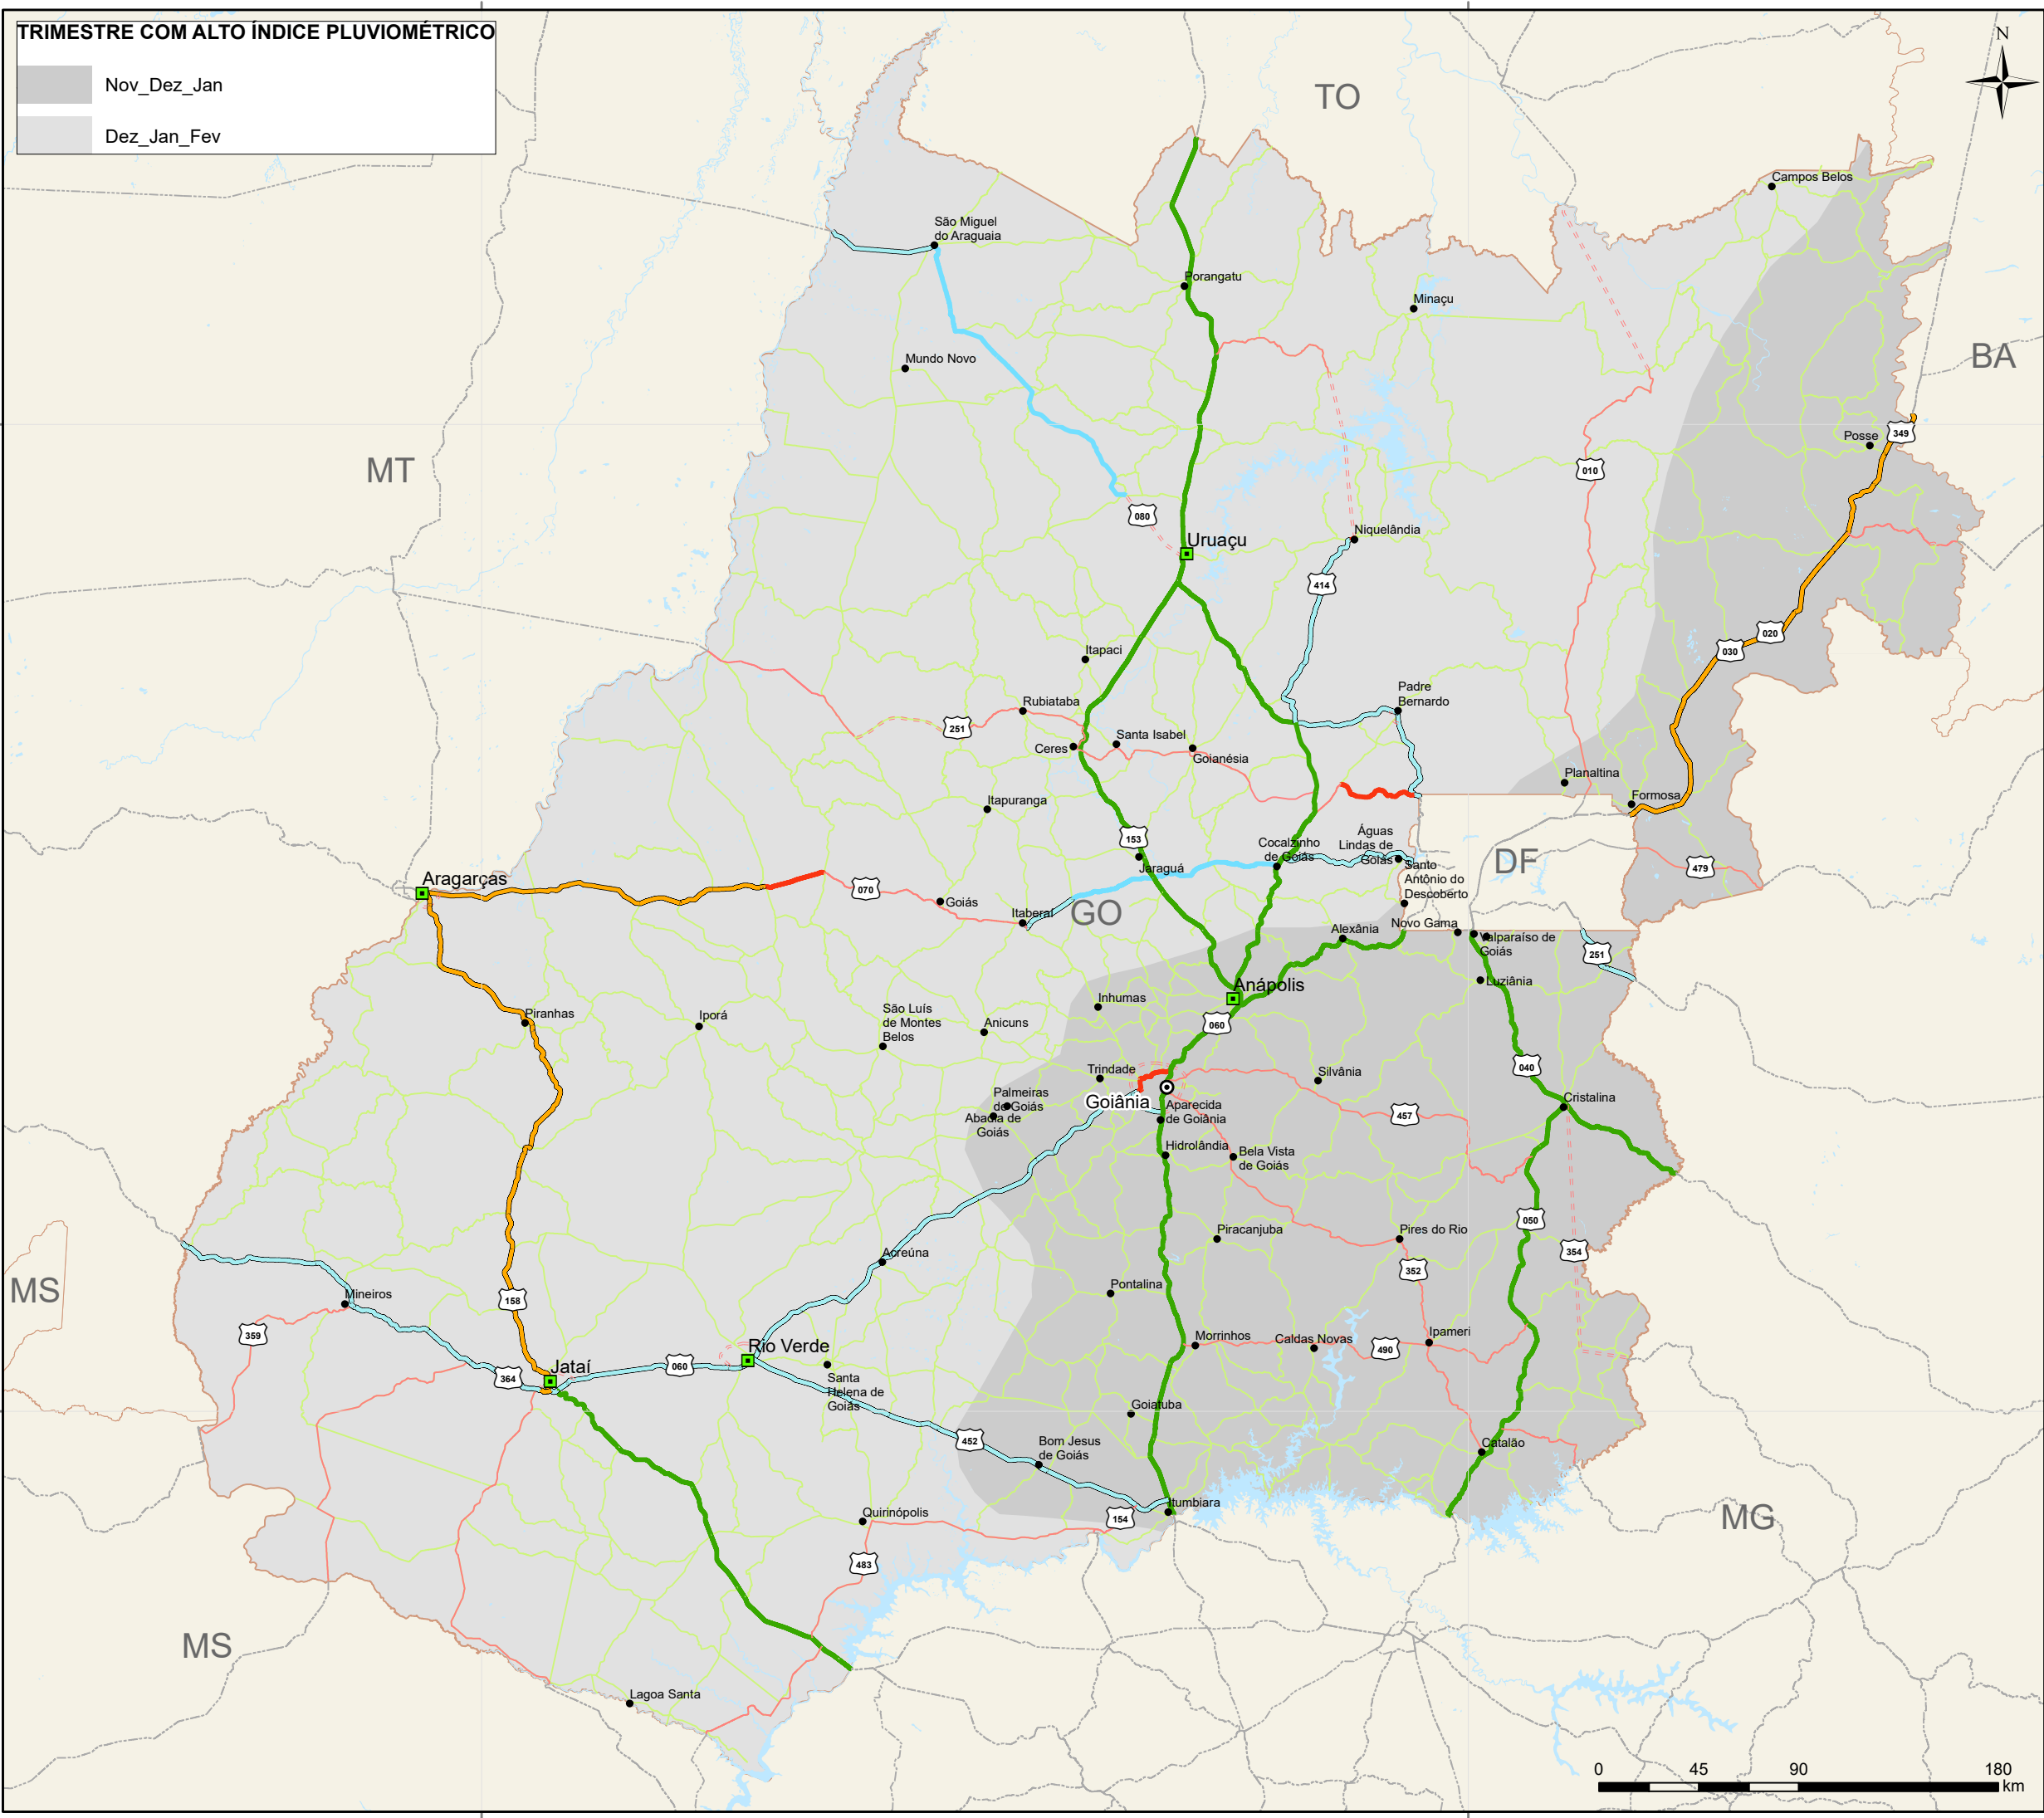 TRIMESTRE COM ALTO ÍNDICE PLUVIOMÉTRICO
Nov_Dez_Jan
Dez_Jan_Fev
N
TO
Campos Belos
São Miguel
do Araguaia
Porangatu
Minaçu
BA
Mundo Novo
349
Posse
MT
010
080
Uruaçu
Niquelândia
414
020
030
Itapaci
Padre
Bernardo
Rubiataba
251
Ceres
Santa Isabel
Goianésia
Planaltina
Formosa
Itapuranga
153
Cocalzinho
de Goiás
Águas
Lindas de
Goiás
Jaraguá
DF
Santo
Antônio do
Descoberto
479
Aragarças
070
Goiás
Itaberaí
GO
Alexânia
Novo Gama
Valparaíso de
Goiás
251
Luziânia
Anápolis
Inhumas
Piranhas
Iporá
São Luís
de Montes
Belos
Anicuns
060
040
Trindade
Silvânia
Palmeiras
de Goiás
Abadia de
Goiás
Goiânia
Aparecida
de Goiânia
457
Cristalina
Hidrolândia
Bela Vista
de Goiás
050
Piracanjuba
Pires do Rio
354
Acreúna
352
MS
Mineiros
Pontalina
158
359
Morrinhos
Caldas Novas
490
Ipameri
Rio Verde
Jataí
060
364
Santa
Helena de
Goiás
Goiatuba
452
Bom Jesus
de Goiás
Catalão
Itumbiara
Quirinópolis
154
MG
483
MS
Lagoa Santa
0 45 90 180
km